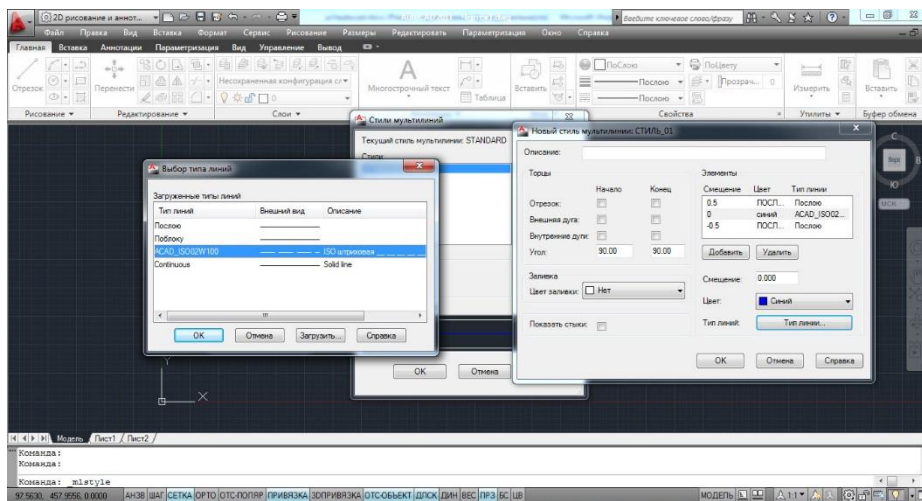 2D рисование и аннот...
Введите ключевое слово/фразу
Файл Правка Вид Вставка Формат Сервис Рисование Размеры Редактировать Параметризация Окно Справка
Главная Вставка Аннотации Параметризация Вид Управление Вывод
Отрезок
Перенести
Несохраненная конфигурация сл
0
Многострочный текст
Таблица
Вставить
ПоСлою
Послою
Послою
ПоЦвету
Прозрач... 0
Измерить
Вставить
Рисование Редактирование Слои Свойства Утилиты Буфер обмена
Стили мультилиний
Текущий стиль мультилинии: STANDARD
Стили:
OK Отмена
Выбор типа линий
Загруженные типы линий
Тип линий Внешний вид Описание
Послою
Поблоку
ACAD_ISO02W100 ISO штриховая
Continuous Solid line
OK Отмена Загрузить... Справка
Новый стиль мультилинии: СТИЛЬ_01
Описание:
Торцы
Начало Конец
Отрезок:
Внешняя дуга:
Внутренние дуги:
Угол: 90.00 90.00
Заливка
Цвет заливки: Нет
Показать стыки:
Элементы
Смещение Цвет Тип линии
0.5 ПОСЛ... Послою
0 синий ACAD_ISO02...
-0.5 ПОСЛ... Послою
Добавить Удалить
Смещение: 0.000
Цвет: Синий
Тип линий: Тип линии...
OK Отмена Справка
С
Верх
В
Ю
МСК
Y
X
Модель Лист1 Лист2
Команда:
Команда:
Команда: _mlstyle
97.5630, 457.9556, 0.0000 АНЗВ ШАГ СЕТКА ОРТО ОТС-ПОЛЯР ПРИВЯЗКА 3DПРИВЯЗКА ОТС-ОБЪЕКТ ДПСК ДИН ВЕС ПРЗ БС ЦВ МОДЕЛЬ 1:1